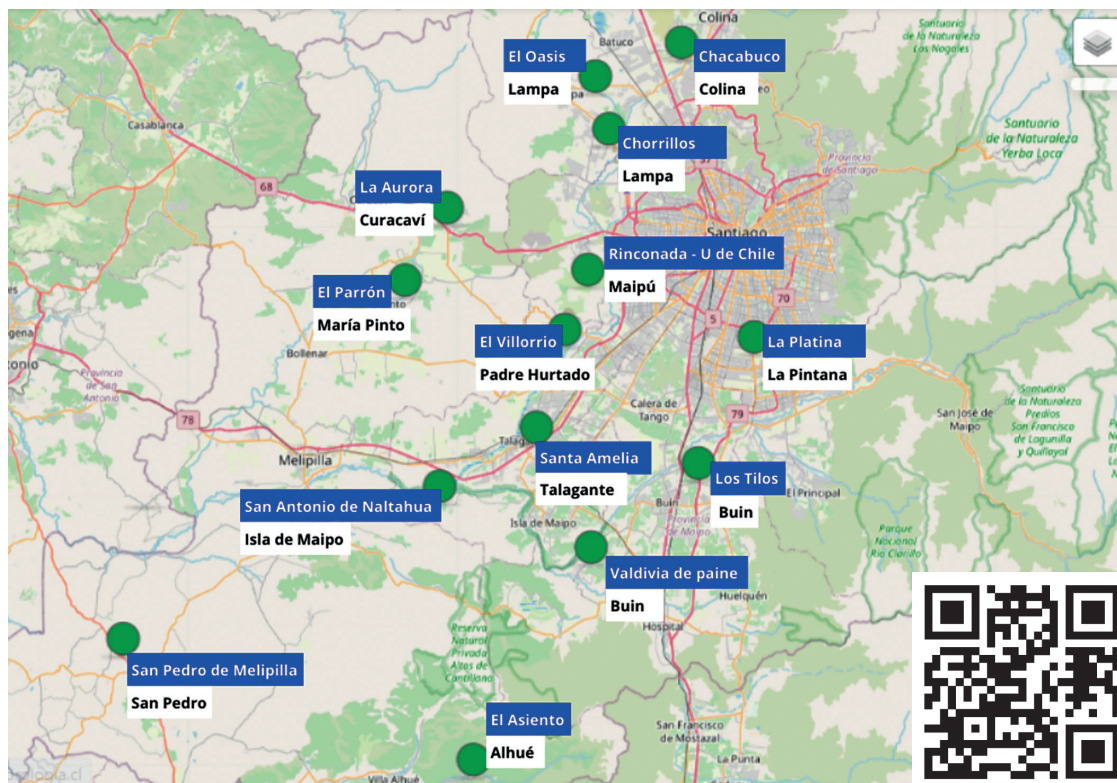 Colina
Santuario
de la Naturaleza
Los Nogales
Batuco
El Oasis
Lampa
Chacabuco
Colina
Casablanca
Chorrillos
Lampa
Santuario
de la Naturaleza
Yerba Loca
Provincia
de Santiago
68
La Aurora
Curacaví
Santiago
Rinconada - U de Chile
Maipú
El Parrón
María Pinto
70
5
El Villorrio
Padre Hurtado
La Platina
La Pintana
Bollenar
Provincia
de San
Antonio
Calera de
Tango
79
78
San José de
Maipo
Santuario
de la Naturaleza
Predios
San Francisco
de Lagunilla
y Quillayal
Melipilla
Santa Amelia
Talagante
Los Tilos
Buin
El Principal
San Antonio de Naltahua
Isla de Maipo
Isla de Maipo
Buin
Provincia
de Maipo
Parque
Nacional
Río Clarillo
Valdivia de paine
Buin
Huelquén
Hospital
Reserva
Natural
Privada
Altos de
Cantillana
San Pedro de Melipilla
San Pedro
El Asiento
Alhué
San Francisco
de Mostazal
La Punta
Villa Alhué